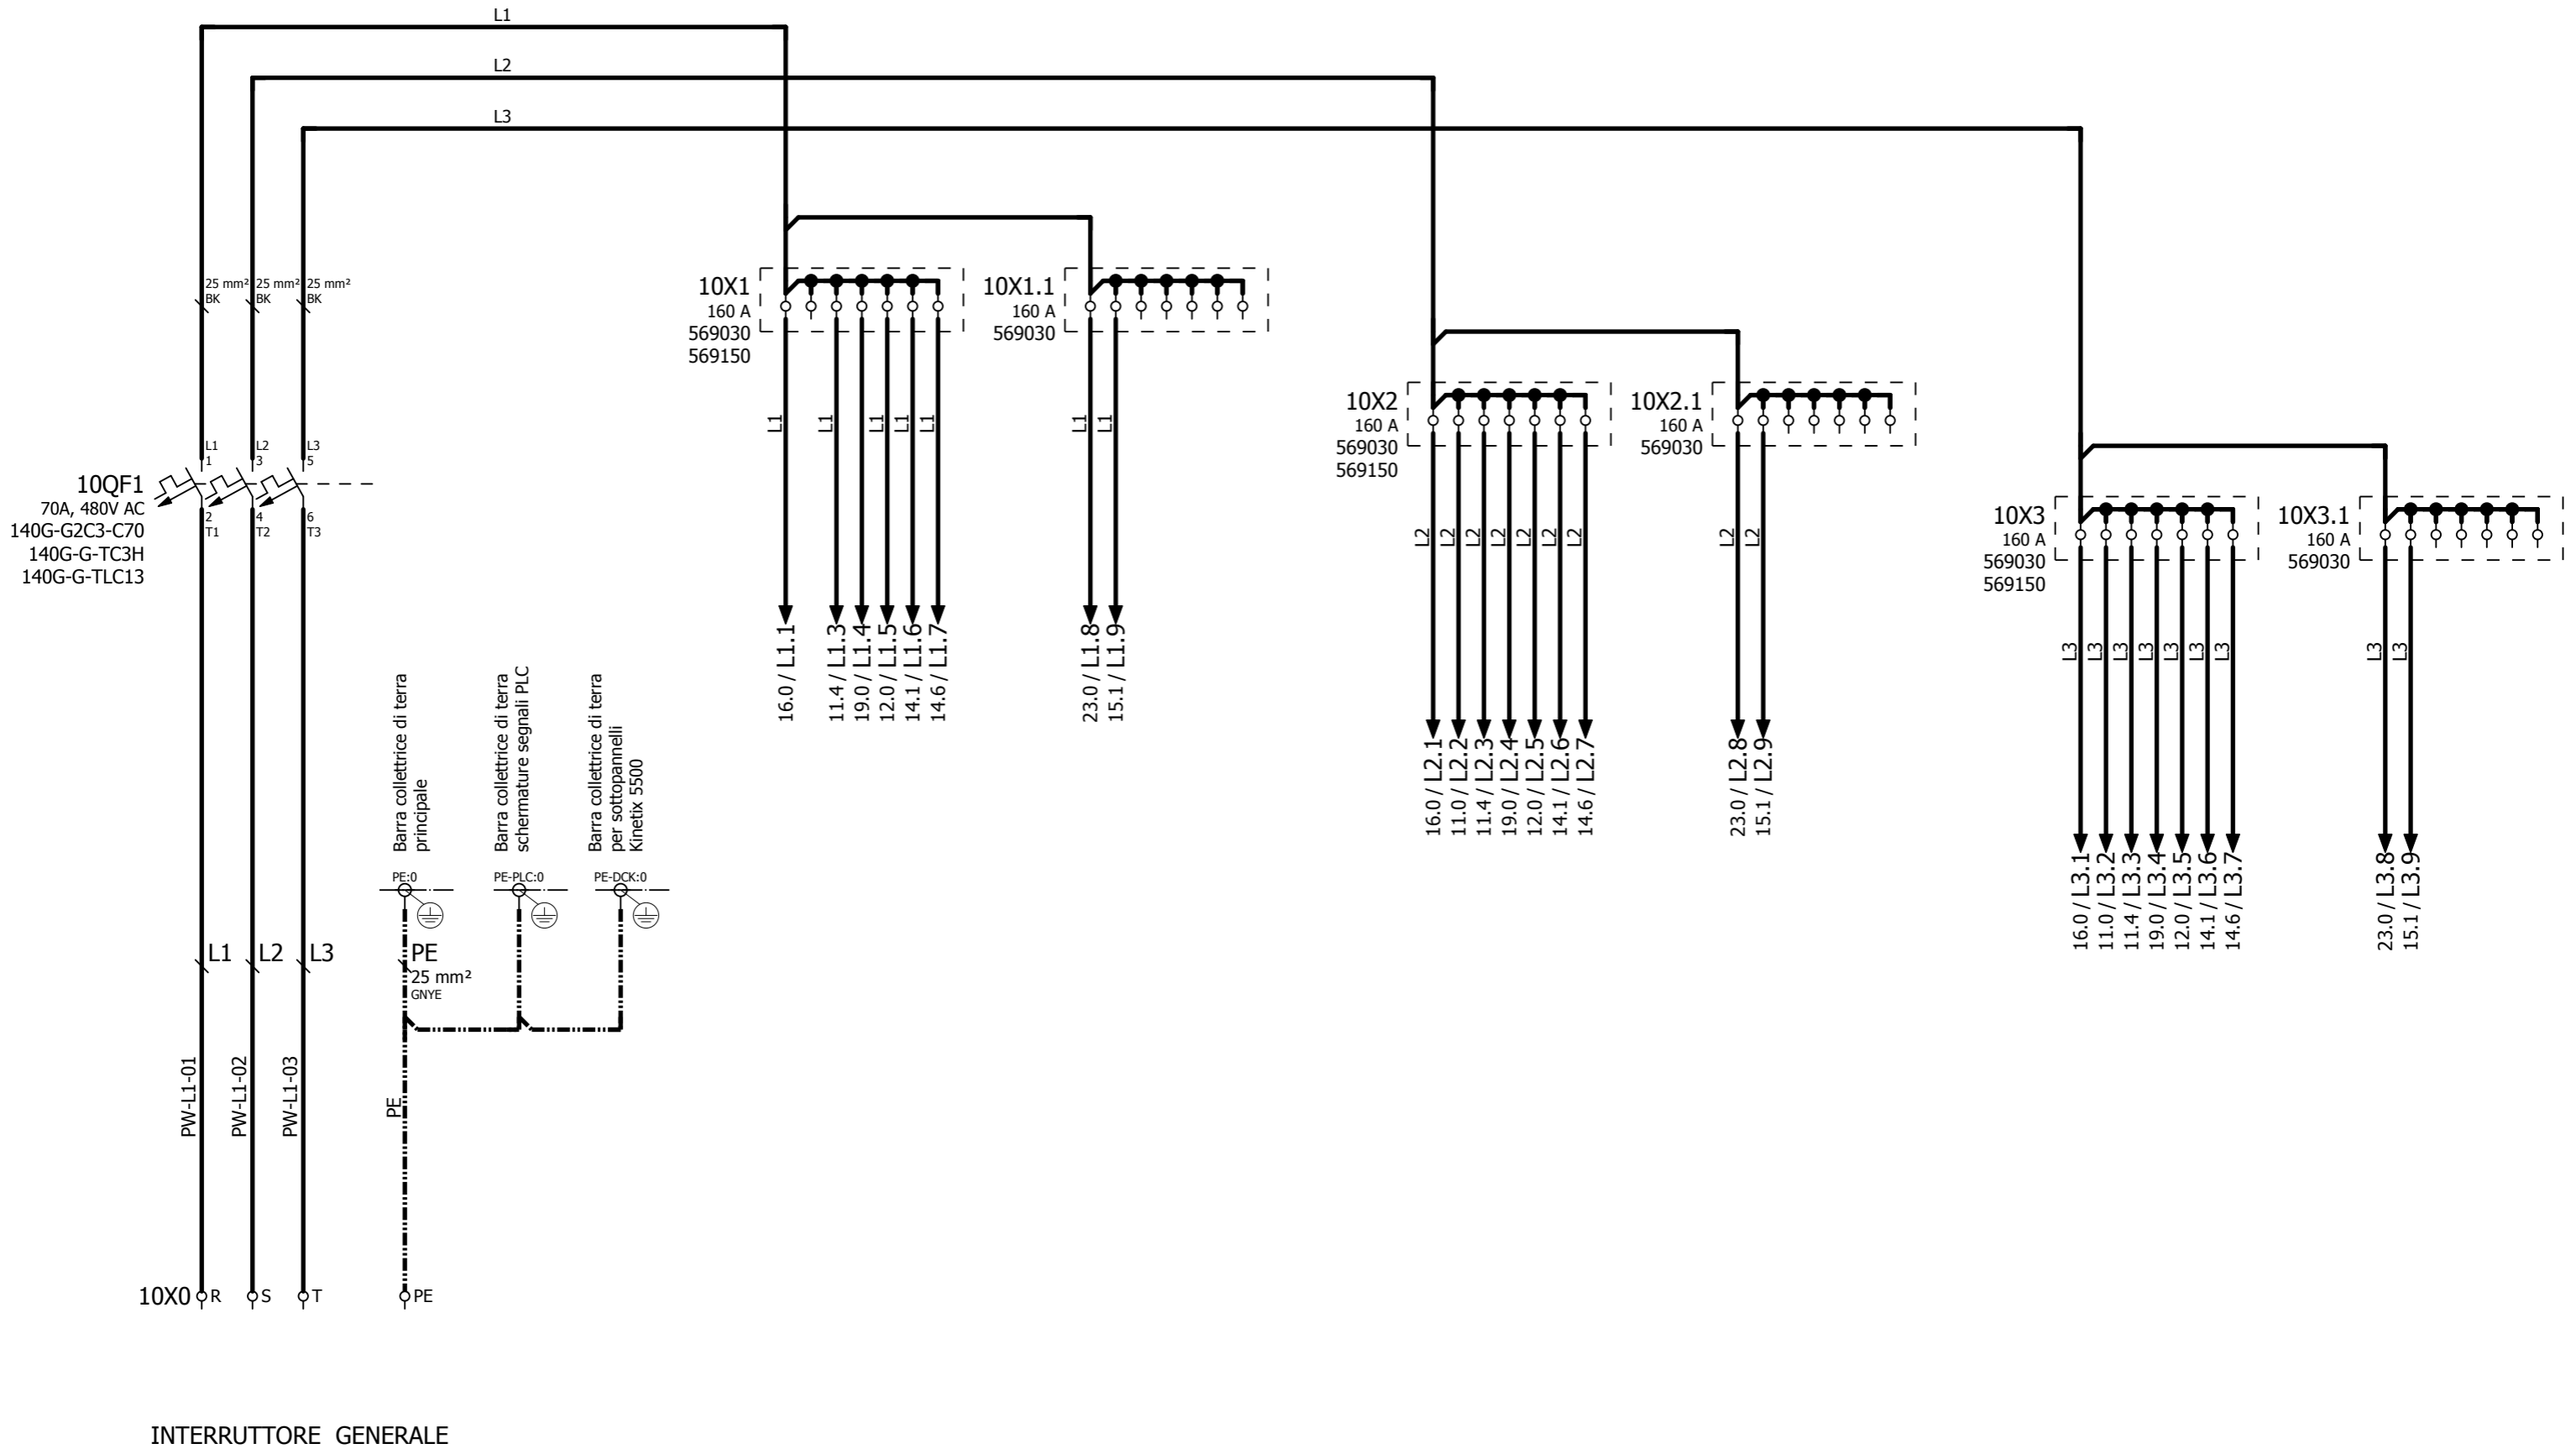 L1
L2
L3
25 mm²
BK
25 mm²
BK
25 mm²
BK
10X1
160 A
569030
569150
10X1.1
160 A
569030
L1
L1
L1
L1
L1
L1
L1
16.0 / L1.1
11.4 / L1.3
19.0 / L1.4
12.0 / L1.5
14.1 / L1.6
14.6 / L1.7
23.0 / L1.8
15.1 / L1.9
10X2
160 A
569030
569150
10X2.1
160 A
569030
L2
L2
L2
L2
L2
L2
L2
L2
L2
16.0 / L2.1
11.0 / L2.2
11.4 / L2.3
19.0 / L2.4
12.0 / L2.5
14.1 / L2.6
14.6 / L2.7
23.0 / L2.8
15.1 / L2.9
10X3
160 A
569030
569150
10X3.1
160 A
569030
L3
L3
L3
L3
L3
L3
L3
L3
L3
16.0 / L3.1
11.0 / L3.2
11.4 / L3.3
19.0 / L3.4
12.0 / L3.5
14.1 / L3.6
14.6 / L3.7
23.0 / L3.8
15.1 / L3.9
L1
1
L2
3
L3
5
10QF1
70A, 480V AC
140G-G2C3-C70
140G-G-TC3H
140G-G-TLC13
2
T1
4
T2
6
T3
Barra collettrice di terra
principale
Barra collettrice di terra
schermature segnali PLC
Barra collettrice di terra
per sottopannelli
Kinetix 5500
PE:0
PE-PLC:0
PE-DCK:0
L1
L2
L3
PE
25 mm²
GNYE
PW-L1-01
PW-L1-02
PW-L1-03
PE
10X0
R
S
T
PE
INTERRUTTORE GENERALE